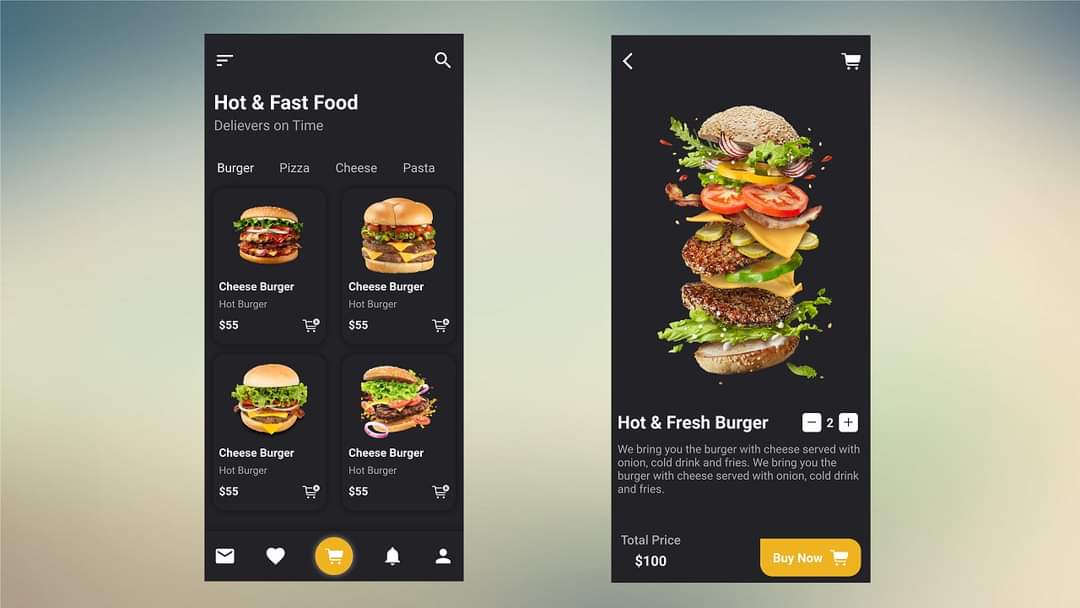 Hot & Fast Food
Delievers on Time
Burger Pizza Cheese Pasta
Cheese Burger
Hot Burger
$55
Cheese Burger
Hot Burger
$55
Cheese Burger
Hot Burger
$55
Cheese Burger
Hot Burger
$55
Hot & Fresh Burger
2
We bring you the burger with cheese served with
onion, cold drink and fries. We bring you the
burger with cheese served with onion, cold drink
and fries.
Total Price
$100
Buy Now